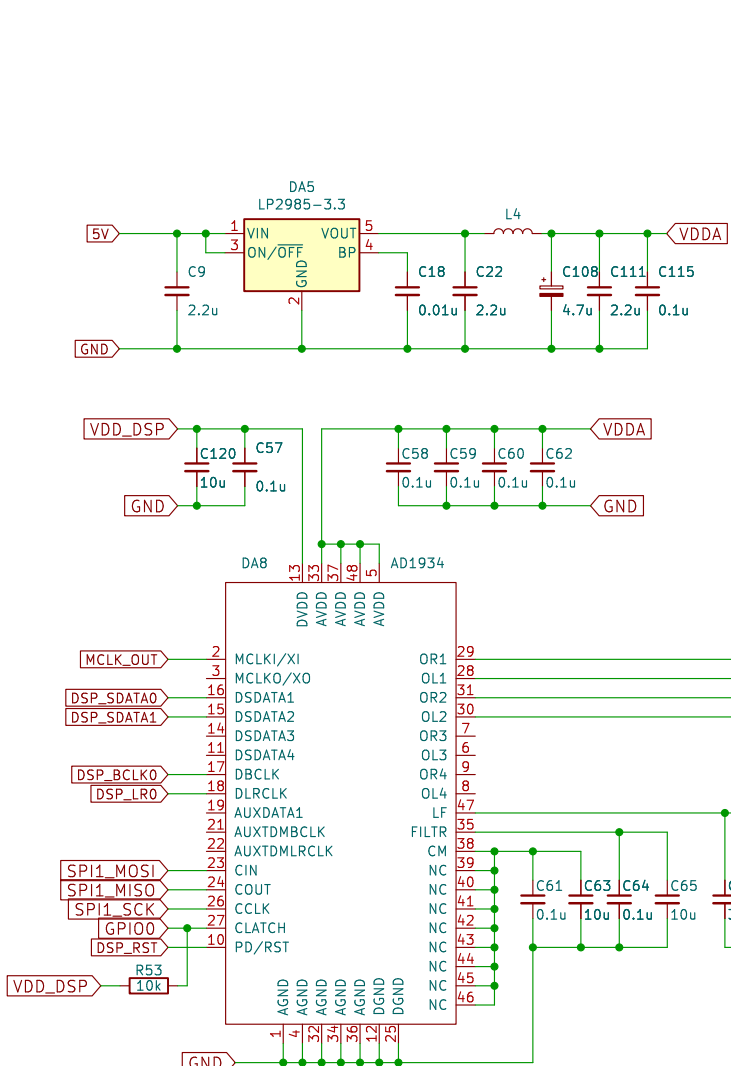 DA5
LP2985-3.3
L4
5V
1
VIN
VOUT
5
VDDA
3
ON/OFF
BP
4
GND
2
C9
2.2u
C18
0.01u
C22
2.2u
+
C108
4.7u
C111
2.2u
C115
0.1u
GND
VDD_DSP
VDDA
C120
10u
C57
0.1u
C58
0.1u
C59
0.1u
C60
0.1u
C62
0.1u
GND
GND
DA8
AD1934
13
33
37
48
5
DVDD
AVDD
AVDD
AVDD
AVDD
MCLK_OUT
2
MCLKI/XI
OR1
29
3
MCLKO/XO
OL1
28
DSP_SDATA0
16
DSDATA1
OR2
31
DSP_SDATA1
15
DSDATA2
OL2
30
14
DSDATA3
OR3
7
11
DSDATA4
OL3
6
DSP_BCLK0
17
DBCLK
OR4
9
DSP_LR0
18
DLRCLK
OL4
8
19
AUXDATA1
LF
47
21
AUXTDMBCLK
FILTR
35
22
AUXTDMLRCLK
CM
38
SPI1_MOSI
23
CIN
NC
39
SPI1_MISO
24
COUT
NC
40
SPI1_SCK
26
CCLK
NC
41
GPIO0
27
CLATCH
NC
42
DSP_RST
10
PD/RST
NC
43
NC
44
NC
45
NC
46
C61
0.1u
C63
10u
C64
0.1u
C65
10u
R53
10k
VDD_DSP
AGND
AGND
AGND
AGND
AGND
DGND
DGND
1
4
32
34
36
12
25
GND